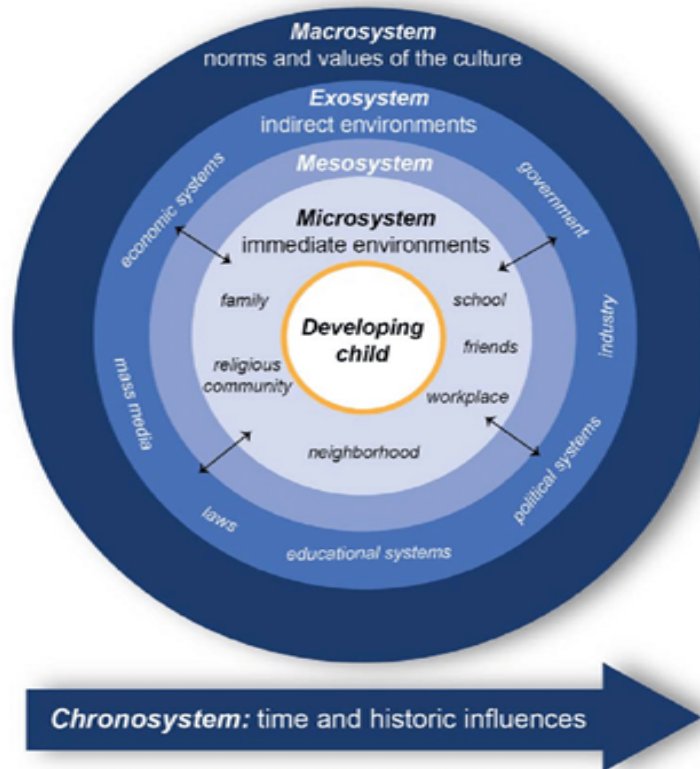 Macrosystem
norms and values of the culture
Exosystem
indirect environments
Mesosystem
economic systems
government
Microsystem
immediate environments
family
school
Developing
child
friends
industry
religious
community
workplace
mass media
neighborhood
political systems
laws
educational systems
Chronosystem: time and historic influences